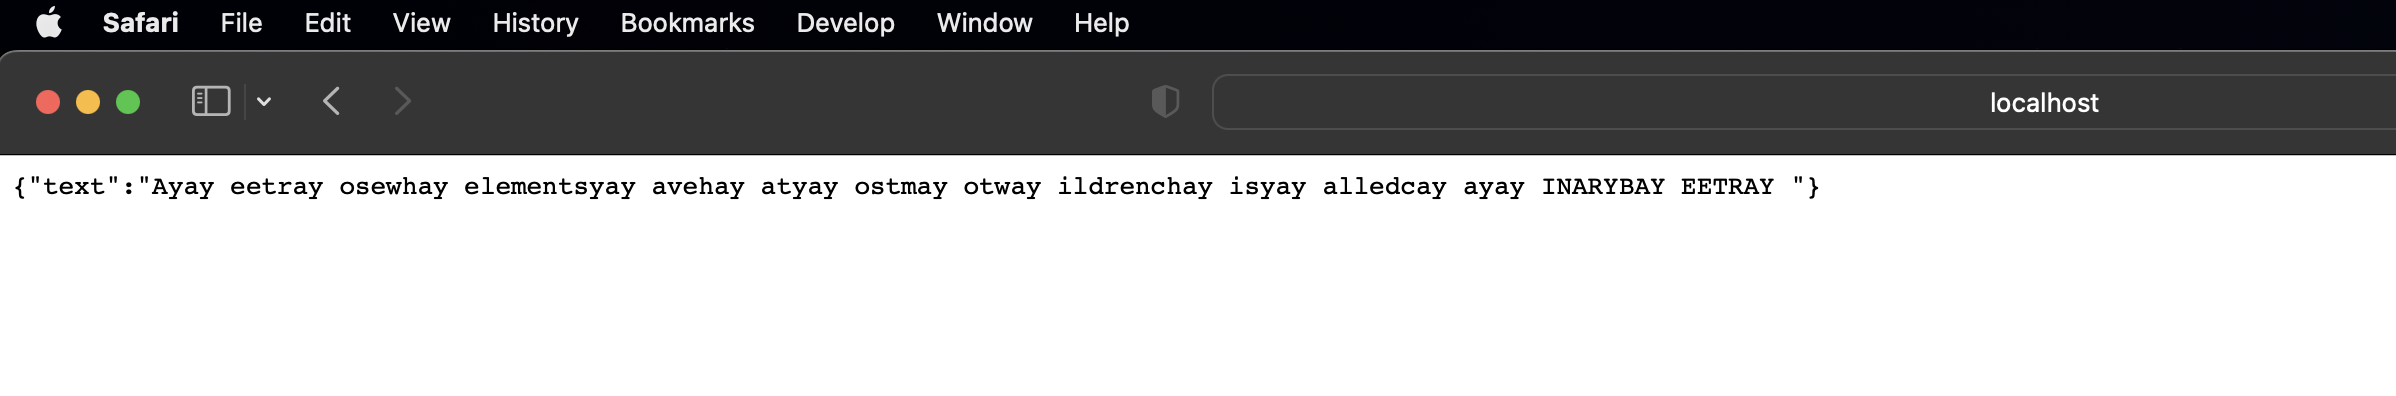 Safari File Edit View History Bookmarks Develop Window Help
localhost
{"text":"Ayay eetray osewhay elementsyay avehay atyay ostmay otway ildrenchay isyay alledcay ayay INARYBAY EETRAY "}